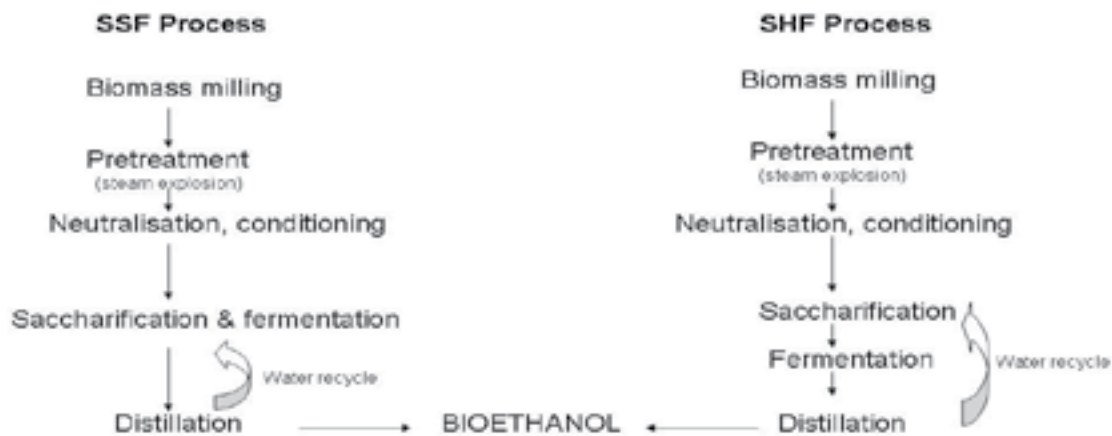 SSF Process
Biomass milling
Pretreatment
(steam explosion)
Neutralisation, conditioning
Saccharification & fermentation
Water recycle
Distillation
BIOETHANOL
SHF Process
Biomass milling
Pretreatment
(steam explosion)
Neutralisation, conditioning
Saccharification
Fermentation
Water recycle
Distillation